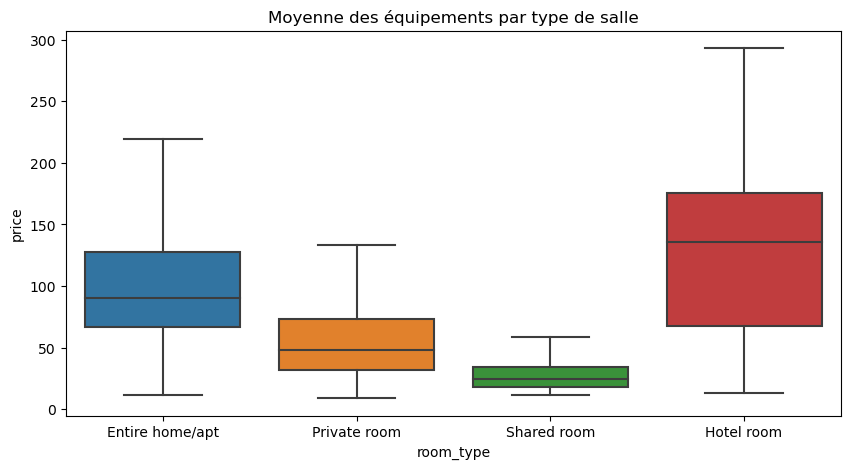 Moyenne des équipements par type de salle
300
250
200
150
100
50
0
price
Entire home/apt
Private room
Shared room
Hotel room
room_type